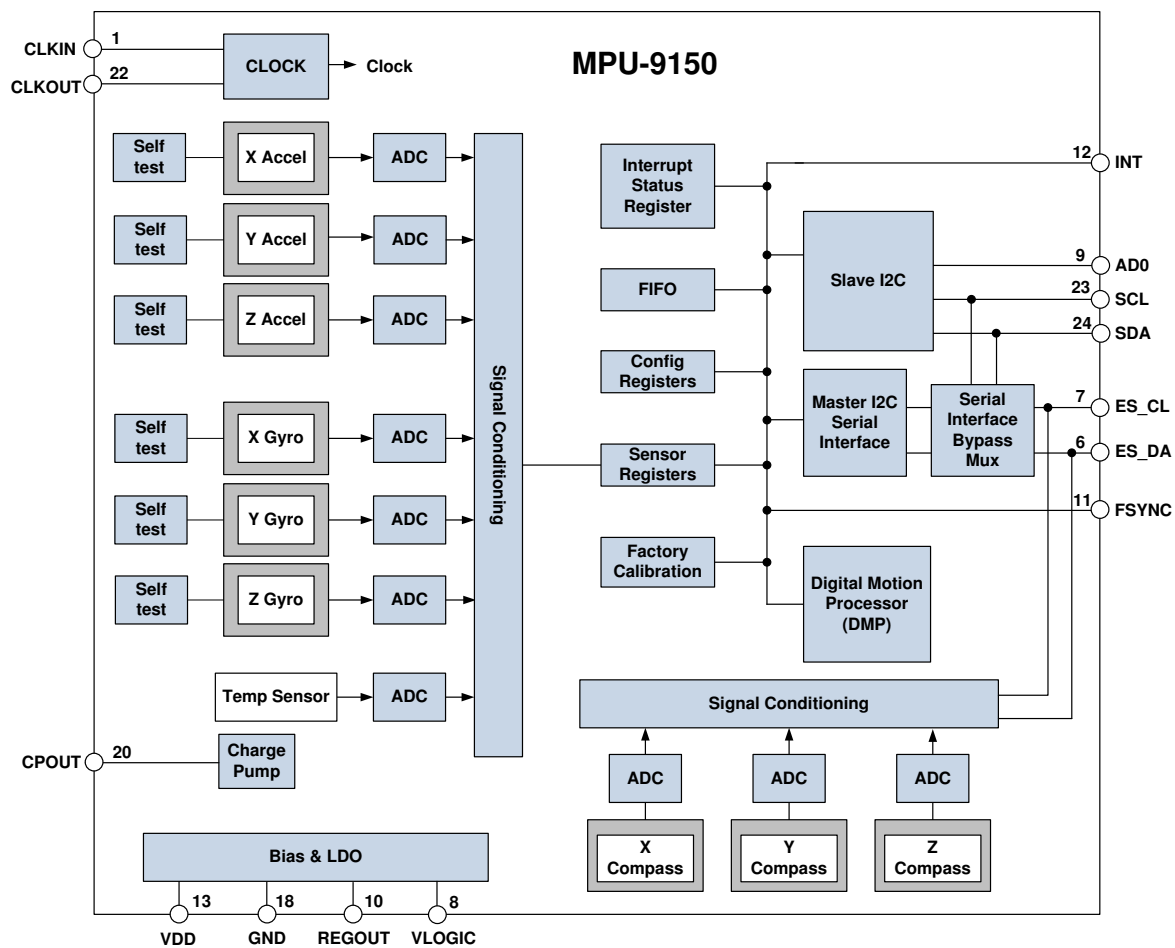 MPU-9150
CLKIN
1
CLKOUT
22
CLOCK
Clock
Self
test
X Accel
ADC
Self
test
Y Accel
ADC
Self
test
Z Accel
ADC
Self
test
X Gyro
ADC
Self
test
Y Gyro
ADC
Self
test
Z Gyro
ADC
Temp Sensor
ADC
Signal Conditioning
CPOUT
20
Charge
Pump
Bias & LDO
13
18
10
8
VDD
GND
REGOUT
VLOGIC
Interrupt
Status
Register
FIFO
Config
Registers
Sensor
Registers
Factory
Calibration
Slave I2C
Master I2C
Serial
Interface
Serial
Interface
Bypass
Mux
Digital Motion
Processor
(DMP)
12
INT
9
AD0
23
SCL
24
SDA
7
ES_CL
6
ES_DA
11
FSYNC
Signal Conditioning
ADC
ADC
ADC
X
Compass
Y
Compass
Z
Compass